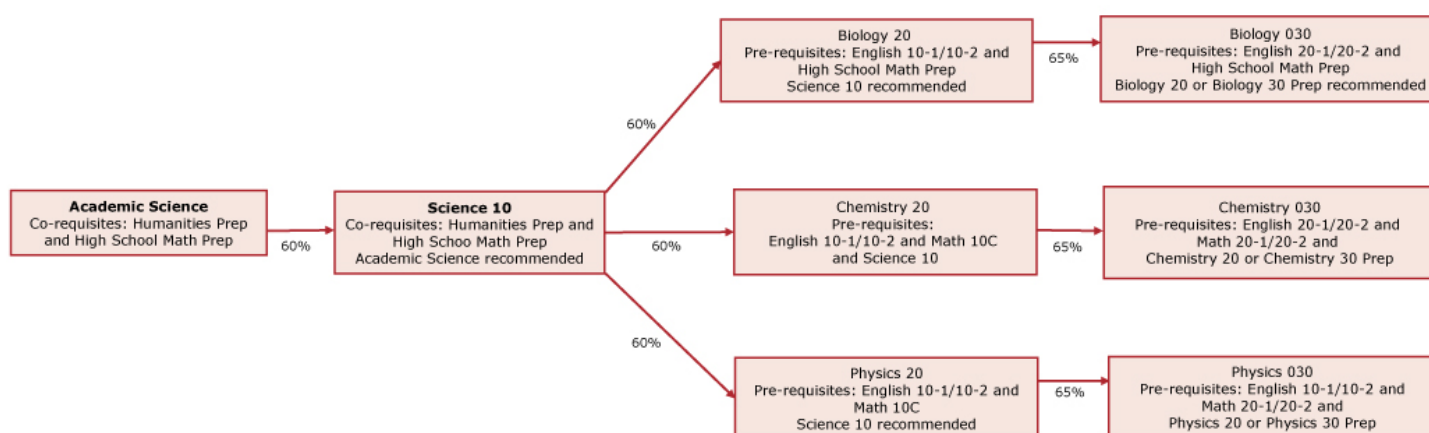 Academic Science
Co-requisites: Humanities Prep
and High School Math Prep
60%
Science 10
Co-requisites: Humanities Prep and
High Schoo Math Prep
Academic Science recommended
60%
Biology 20
Pre-requisites: English 10-1/10-2 and
High School Math Prep
Science 10 recommended
65%
Biology 030
Pre-requisites: English 20-1/20-2 and
High School Math Prep
Biology 20 or Biology 30 Prep recommended
60%
Chemistry 20
Pre-requisites:
English 10-1/10-2 and Math 10C
and Science 10
65%
Chemistry 030
Pre-requisites: English 20-1/20-2 and
Math 20-1/20-2 and
Chemistry 20 or Chemistry 30 Prep
60%
Physics 20
Pre-requisites: English 10-1/10-2 and
Math 10C
Science 10 recommended
65%
Physics 030
Pre-requisites: English 10-1/10-2 and
Math 20-1/20-2 and
Physics 20 or Physics 30 Prep